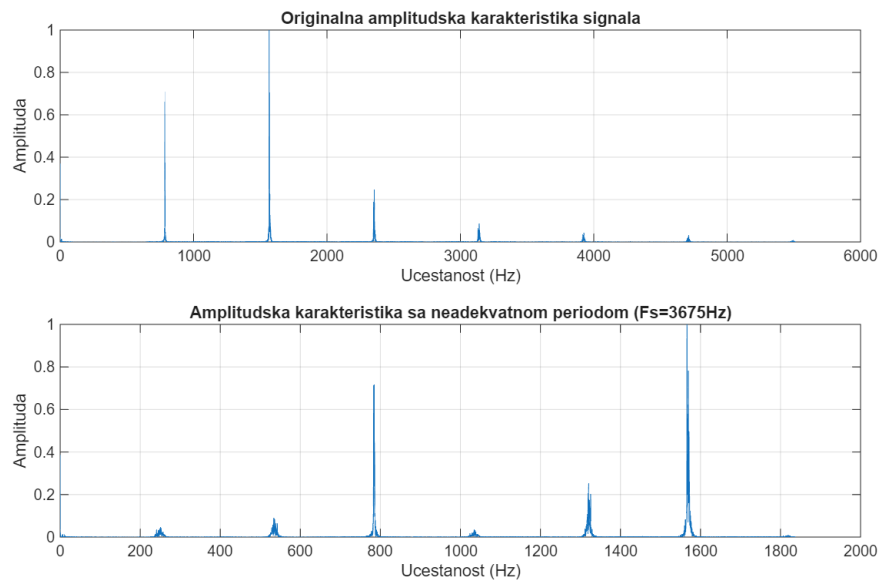 Originalna amplitudska karakteristika signala
1
0.8
0.6
0.4
0.2
0
Amplituda
0 1000 2000 3000 4000 5000 6000
Ucestanost (Hz)
Amplitudska karakteristika sa neadekvatnom periodom (Fs=3675Hz)
1
0.8
0.6
0.4
0.2
0
Amplituda
0 200 400 600 800 1000 1200 1400 1600 1800 2000
Ucestanost (Hz)